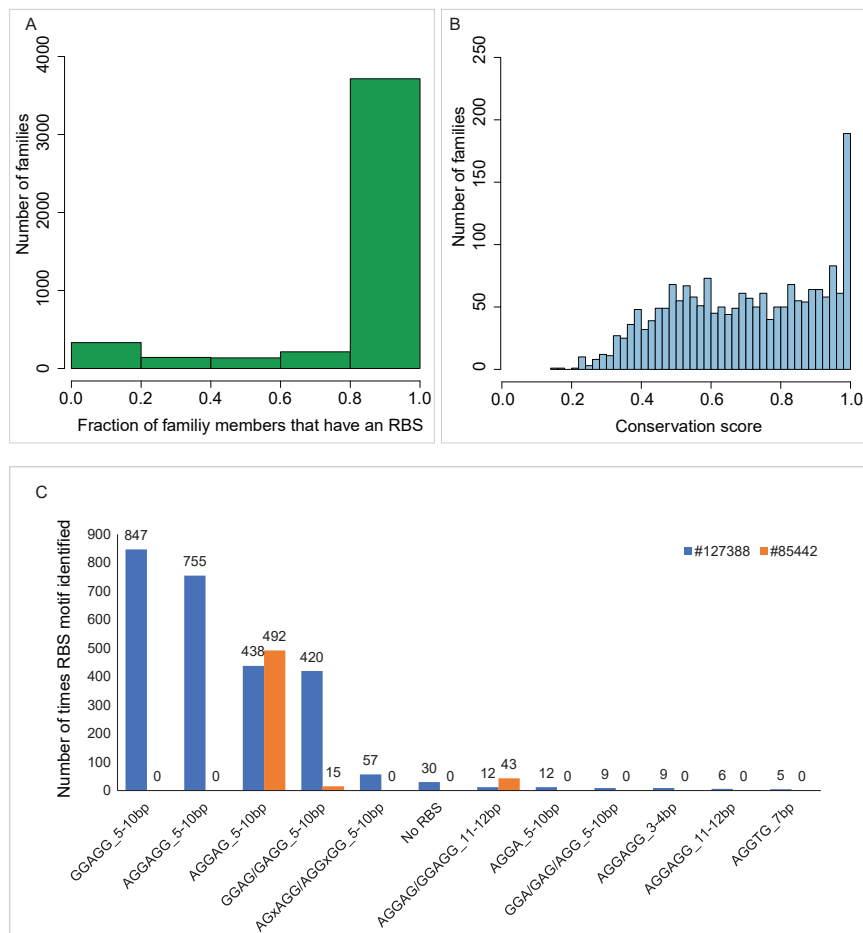 A
Number of families
4000
3000
2000
1000
0
0.0 0.2 0.4 0.6 0.8 1.0
Fraction of familiy members that have an RBS
B
Number of families
250
200
150
100
50
0
0.0 0.2 0.4 0.6 0.8 1.0
Conservation score
C
Number of times RBS motif identified
900
800
700
600
500
400
300
200
100
0
#127388 #85442
847 0
755 0
438 492
420 15
57 0
30 0
12 43
12 0
9 0
9 0
6 0
5 0
GGAGG_5-10bp
AGGAGG_5-10bp
AGGAG_5-10bp
GGAG/GAGG_5-10bp
AGxAGG/AGGxGG_5-10bp
No RBS
AGGAG/GGAGG_11-12bp
AGGA_5-10bp
GGA/GAG/AGG_5-10bp
AGGAGG_3-4bp
AGGAGG_11-12bp
AGGTG_7bp